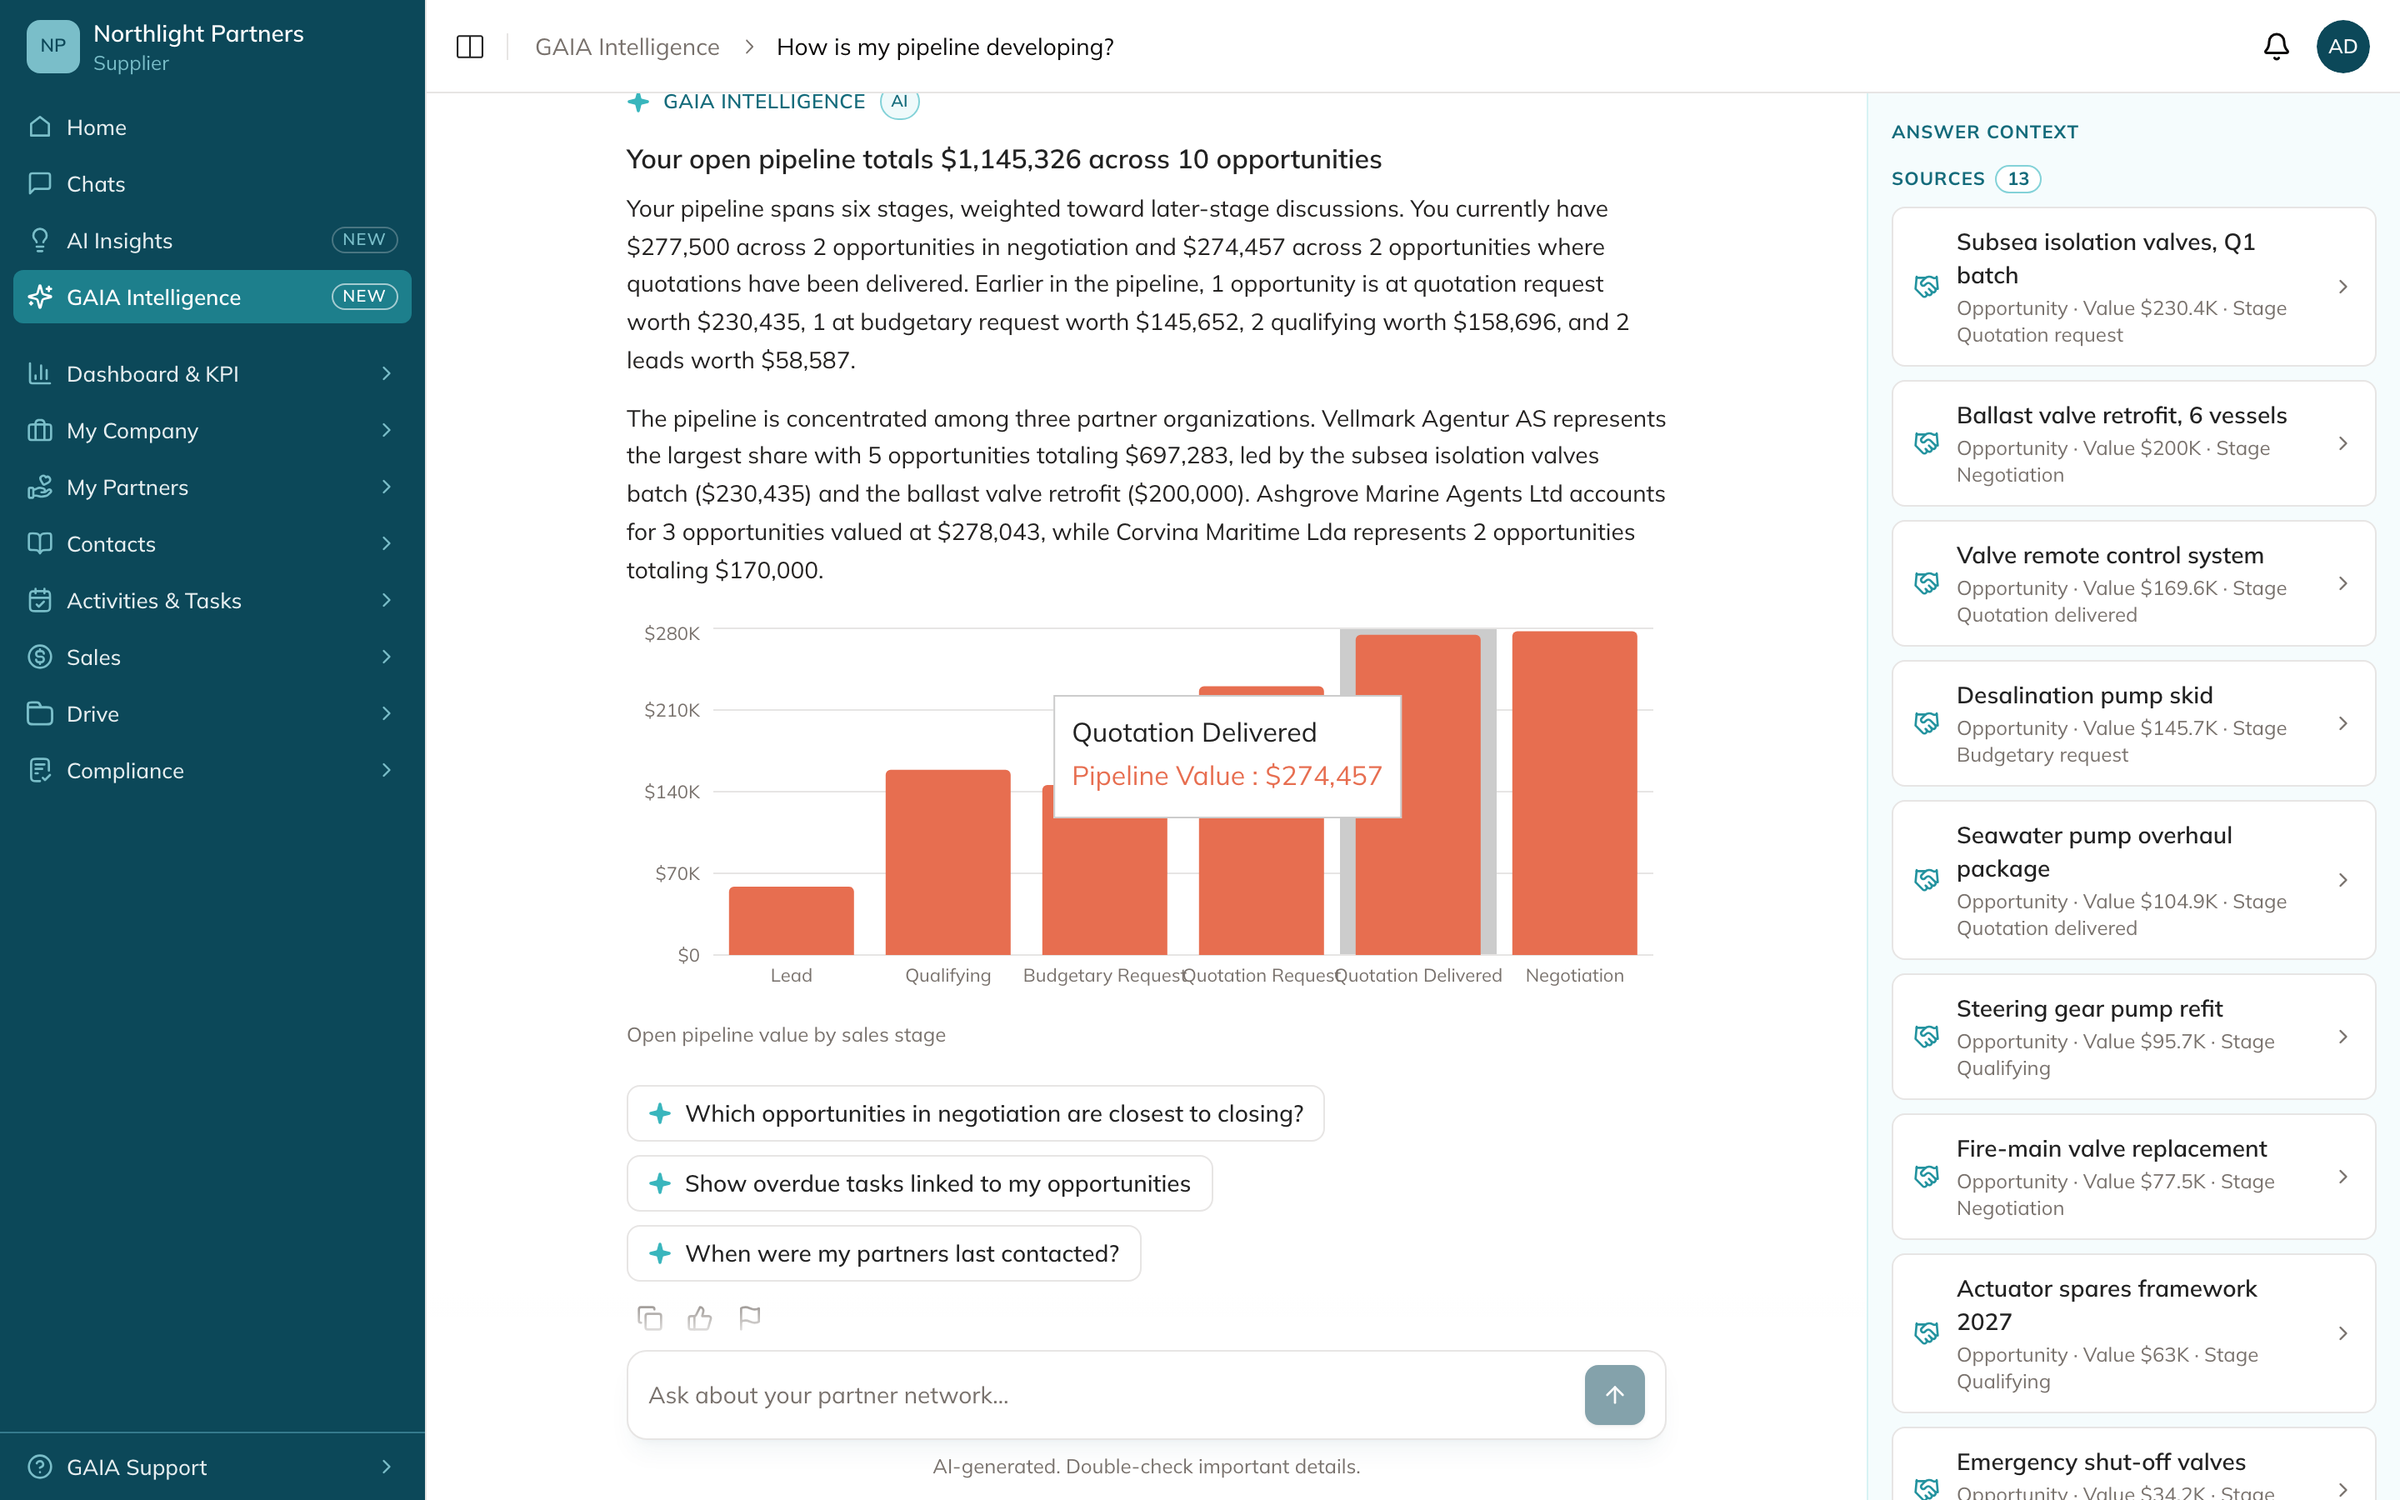 NP
Northlight Partners
Supplier
Home
Chats
AI Insights
NEW
GAIA Intelligence
NEW
Dashboard & KPI
My Company
My Partners
Contacts
Activities & Tasks
Sales
Drive
Compliance
GAIA Support
GAIA Intelligence
How is my pipeline developing?
AD
GAIA INTELLIGENCE
AI
Your open pipeline totals $1,145,326 across 10 opportunities
Your pipeline spans six stages, weighted toward later-stage discussions. You currently have
$277,500 across 2 opportunities in negotiation and $274,457 across 2 opportunities where
quotations have been delivered. Earlier in the pipeline, 1 opportunity is at quotation request
worth $230,435, 1 at budgetary request worth $145,652, 2 qualifying worth $158,696, and 2
leads worth $58,587.
The pipeline is concentrated among three partner organizations. Vellmark Agentur AS represents
the largest share with 5 opportunities totaling $697,283, led by the subsea isolation valves
batch ($230,435) and the ballast valve retrofit ($200,000). Ashgrove Marine Agents Ltd accounts
for 3 opportunities valued at $278,043, while Corvina Maritime Lda represents 2 opportunities
totaling $170,000.
$280K
$210K
$140K
$70K
$0
Quotation Delivered
Pipeline Value : $274,457
Lead
Qualifying
Budgetary Request
Quotation Request
Quotation Delivered
Negotiation
Open pipeline value by sales stage
Which opportunities in negotiation are closest to closing?
Show overdue tasks linked to my opportunities
When were my partners last contacted?
Ask about your partner network...
AI-generated. Double-check important details.
ANSWER CONTEXT
SOURCES
13
Subsea isolation valves, Q1
batch
Opportunity · Value $230.4K · Stage
Quotation request
Ballast valve retrofit, 6 vessels
Opportunity · Value $200K · Stage
Negotiation
Valve remote control system
Opportunity · Value $169.6K · Stage
Quotation delivered
Desalination pump skid
Opportunity · Value $145.7K · Stage
Budgetary request
Seawater pump overhaul
package
Opportunity · Value $104.9K · Stage
Quotation delivered
Steering gear pump refit
Opportunity · Value $95.7K · Stage
Qualifying
Fire-main valve replacement
Opportunity · Value $77.5K · Stage
Negotiation
Actuator spares framework
2027
Opportunity · Value $63K · Stage
Qualifying
Emergency shut-off valves
Opportunity · Value $34.2K · Stage